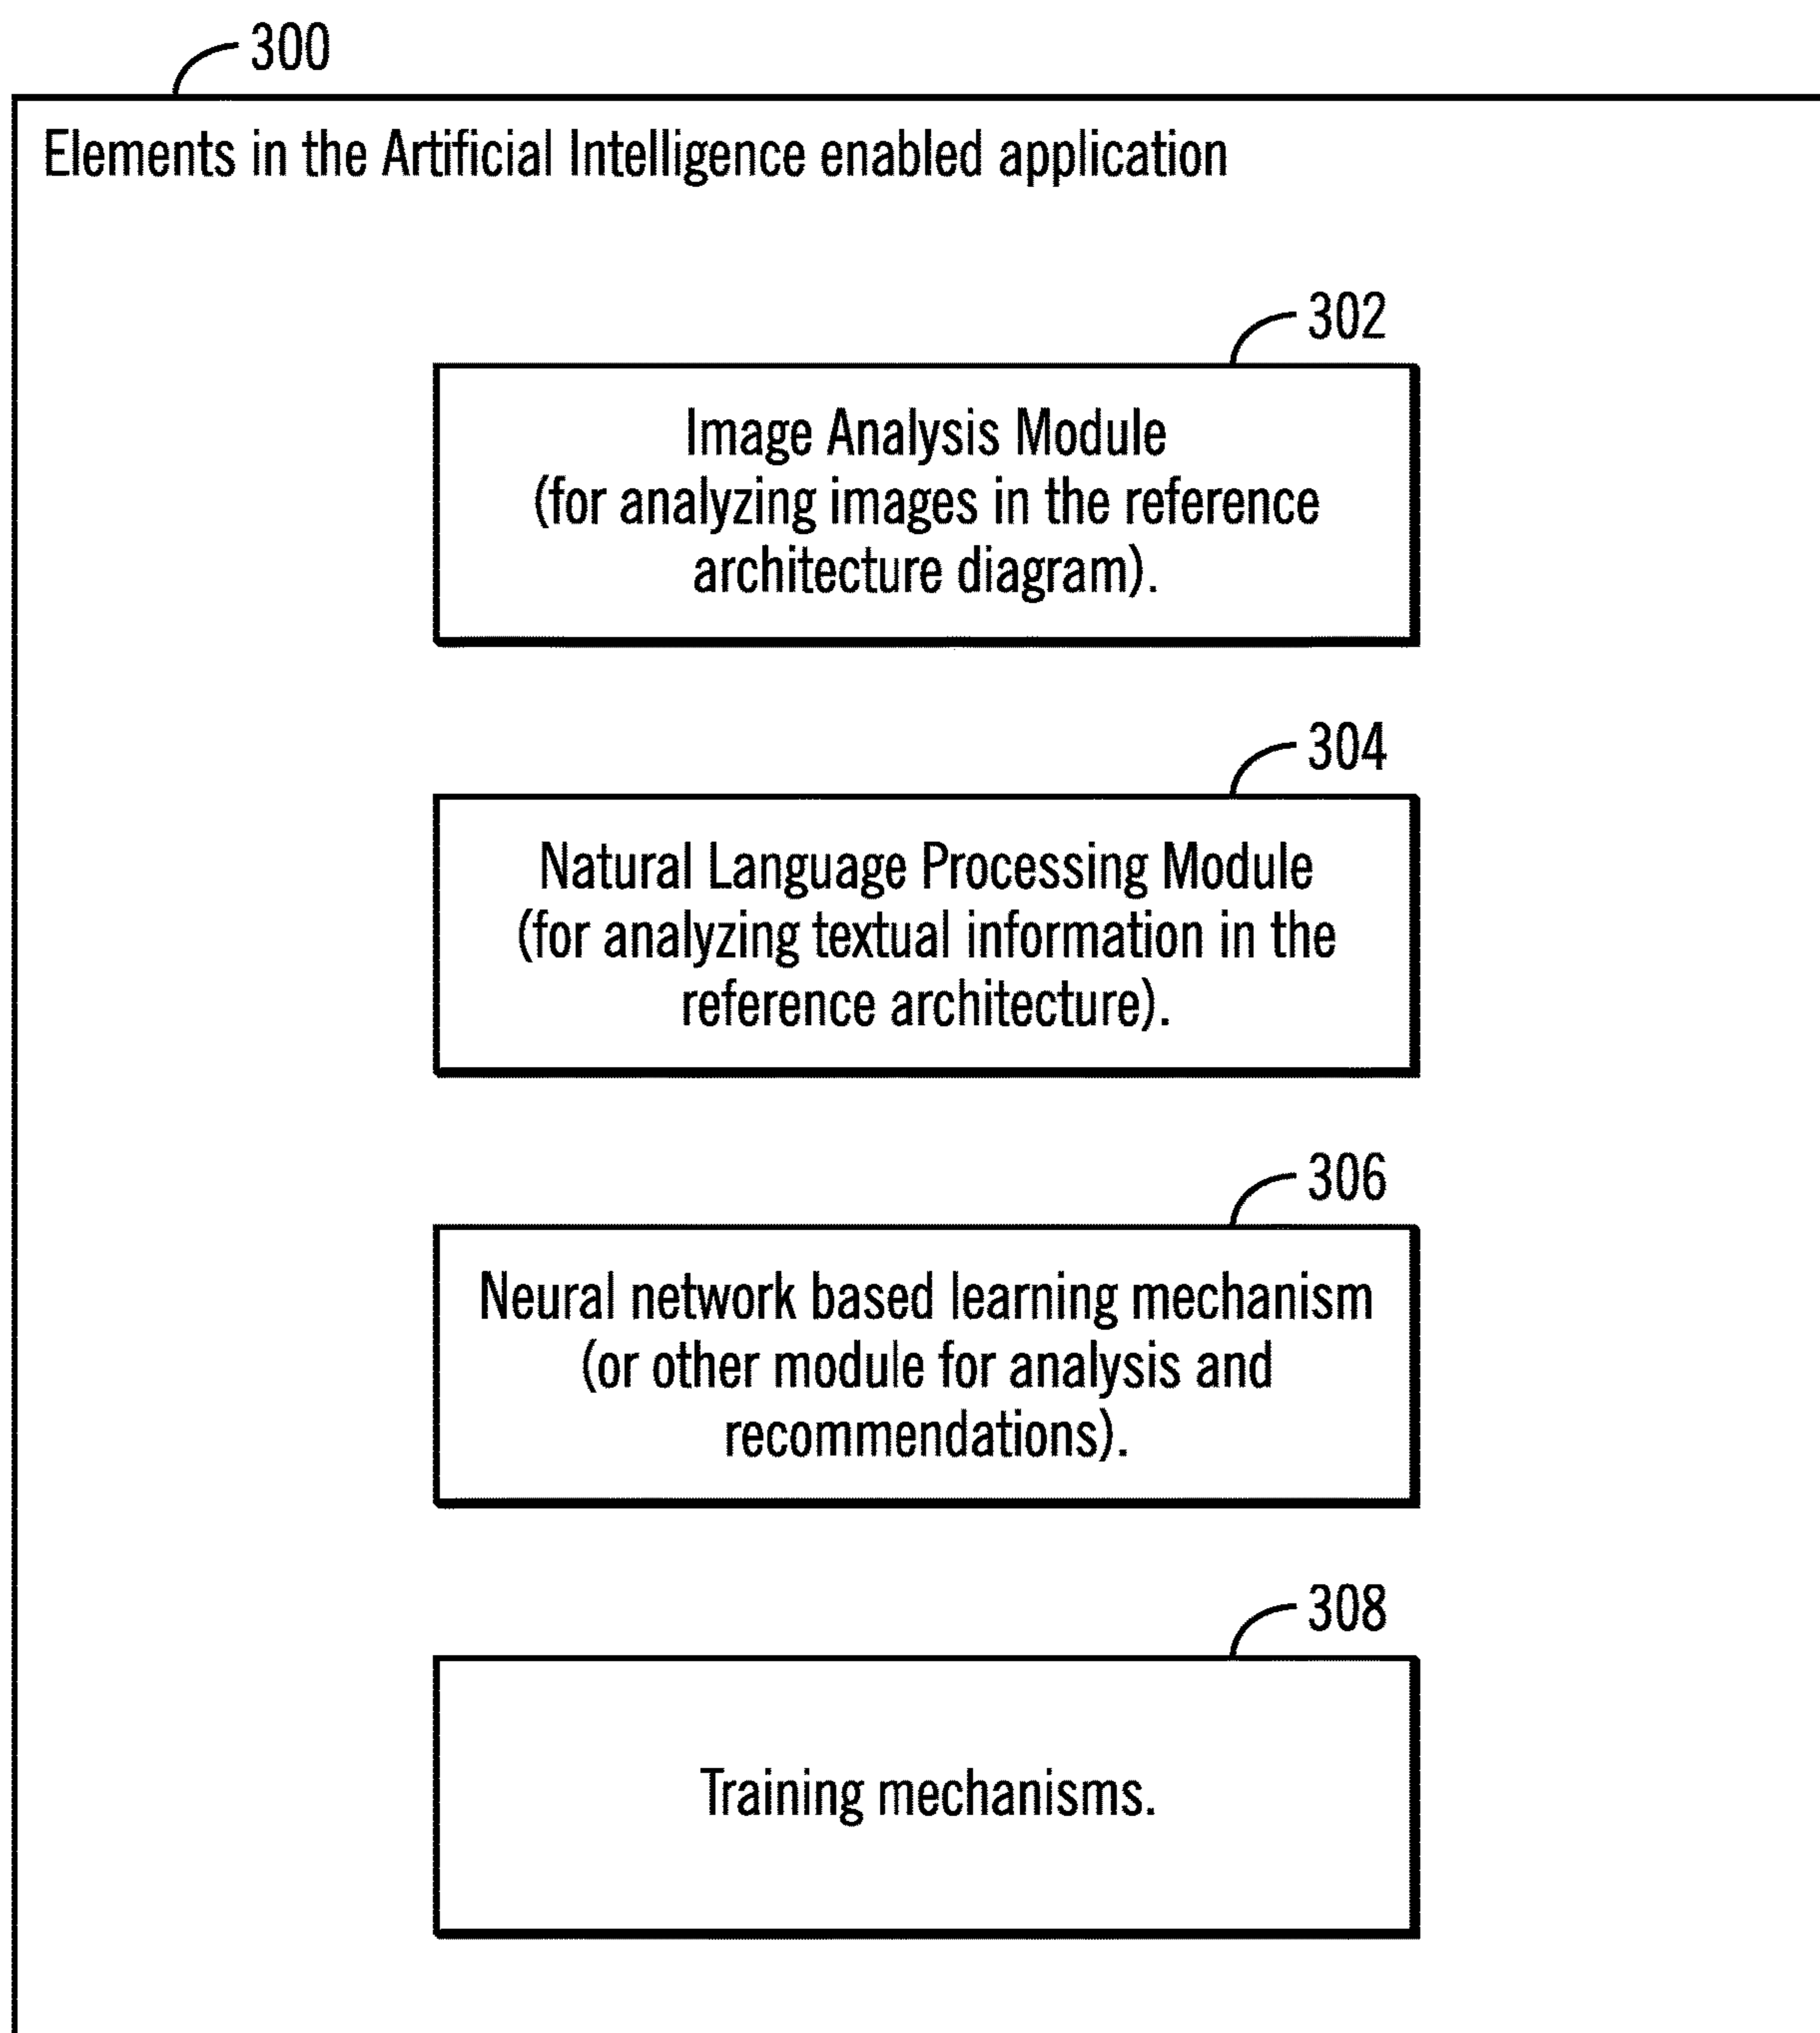 300
Elements in the Artificial Intelligence enabled application
302
Image Analysis Module
(for analyzing images in the reference
architecture diagram).
304
Natural Language Processing Module
(for analyzing textual information in the
reference architecture).
306
Neural network based learning mechanism
(or other module for analysis and
recommendations).
308
Training mechanisms.